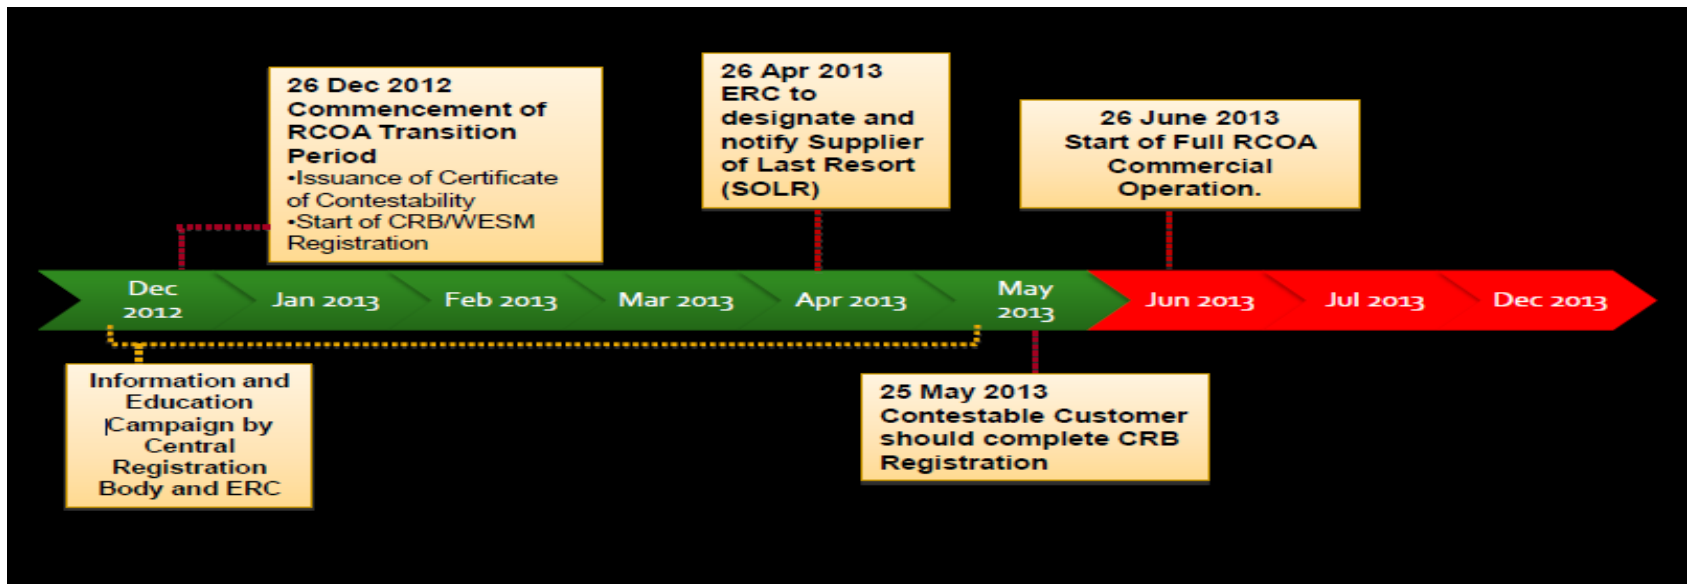 26 Dec 2012
Commencement of
RCOA Transition
Period
•Issuance of Certificate
of Contestability
•Start of CRB/WESM
Registration
26 Apr 2013
ERC to
designate and
notify Supplier
of Last Resort
(SOLR)
26 June 2013
Start of Full RCOA
Commercial
Operation.
Dec
2012
Jan 2013
Feb 2013
Mar 2013
Apr 2013
May
2013
Jun 2013
Jul 2013
Dec 2013
Information and
Education
Campaign by
Central
Registration
Body and ERC
25 May 2013
Contestable Customer
should complete CRB
Registration